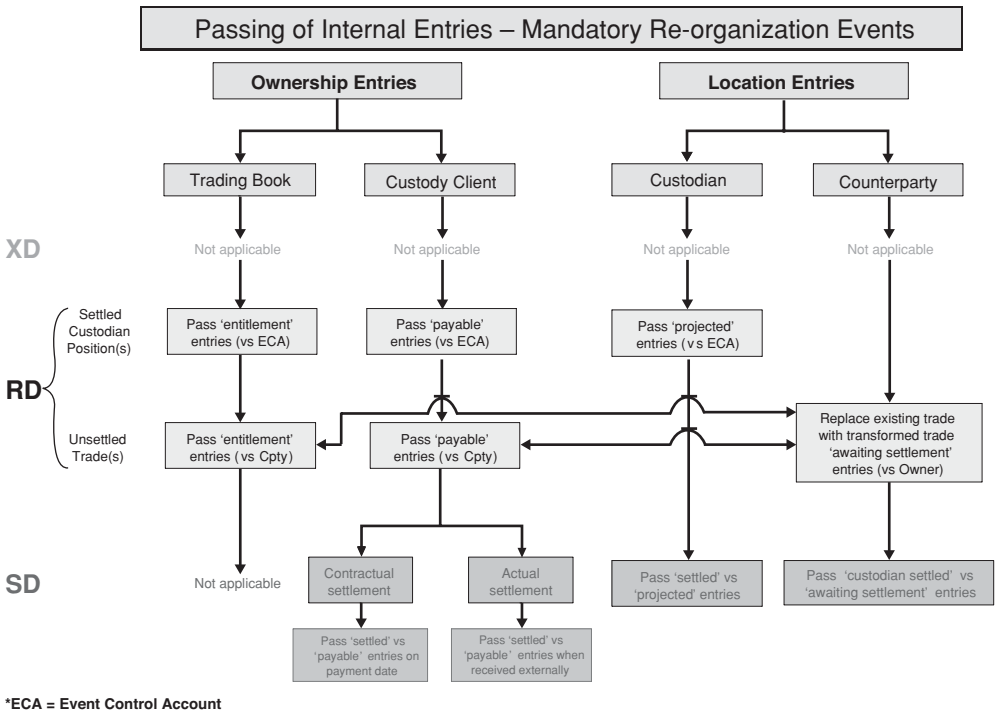 Passing of Internal Entries – Mandatory Re-organization Events
Ownership Entries
Location Entries
Trading Book
Custody Client
Custodian
Counterparty
XD
Not applicable
Not applicable
Not applicable
Not applicable
RD
Settled
Custodian
Position(s)
Pass ‘entitlement’
entries (vs ECA)
Pass ‘payable’
entries (vs ECA)
Pass ‘projected’
entries (vs ECA)
Unsettled
Trade(s)
Pass ‘entitlement’
entries (vs Cpty)
Pass ‘payable’
entries (vs Cpty)
Replace existing trade
with transformed trade
‘awaiting settlement’
entries (vs Owner)
SD
Not applicable
Contractual
settlement
Actual
settlement
Pass ‘settled’ vs
‘projected’ entries
Pass ‘custodian settled’ vs
‘awaiting settlement’ entries
Pass ‘settled’ vs
‘payable’ entries on
payment date
Pass ‘settled’ vs
‘payable’ entries when
received externally
*ECA = Event Control Account